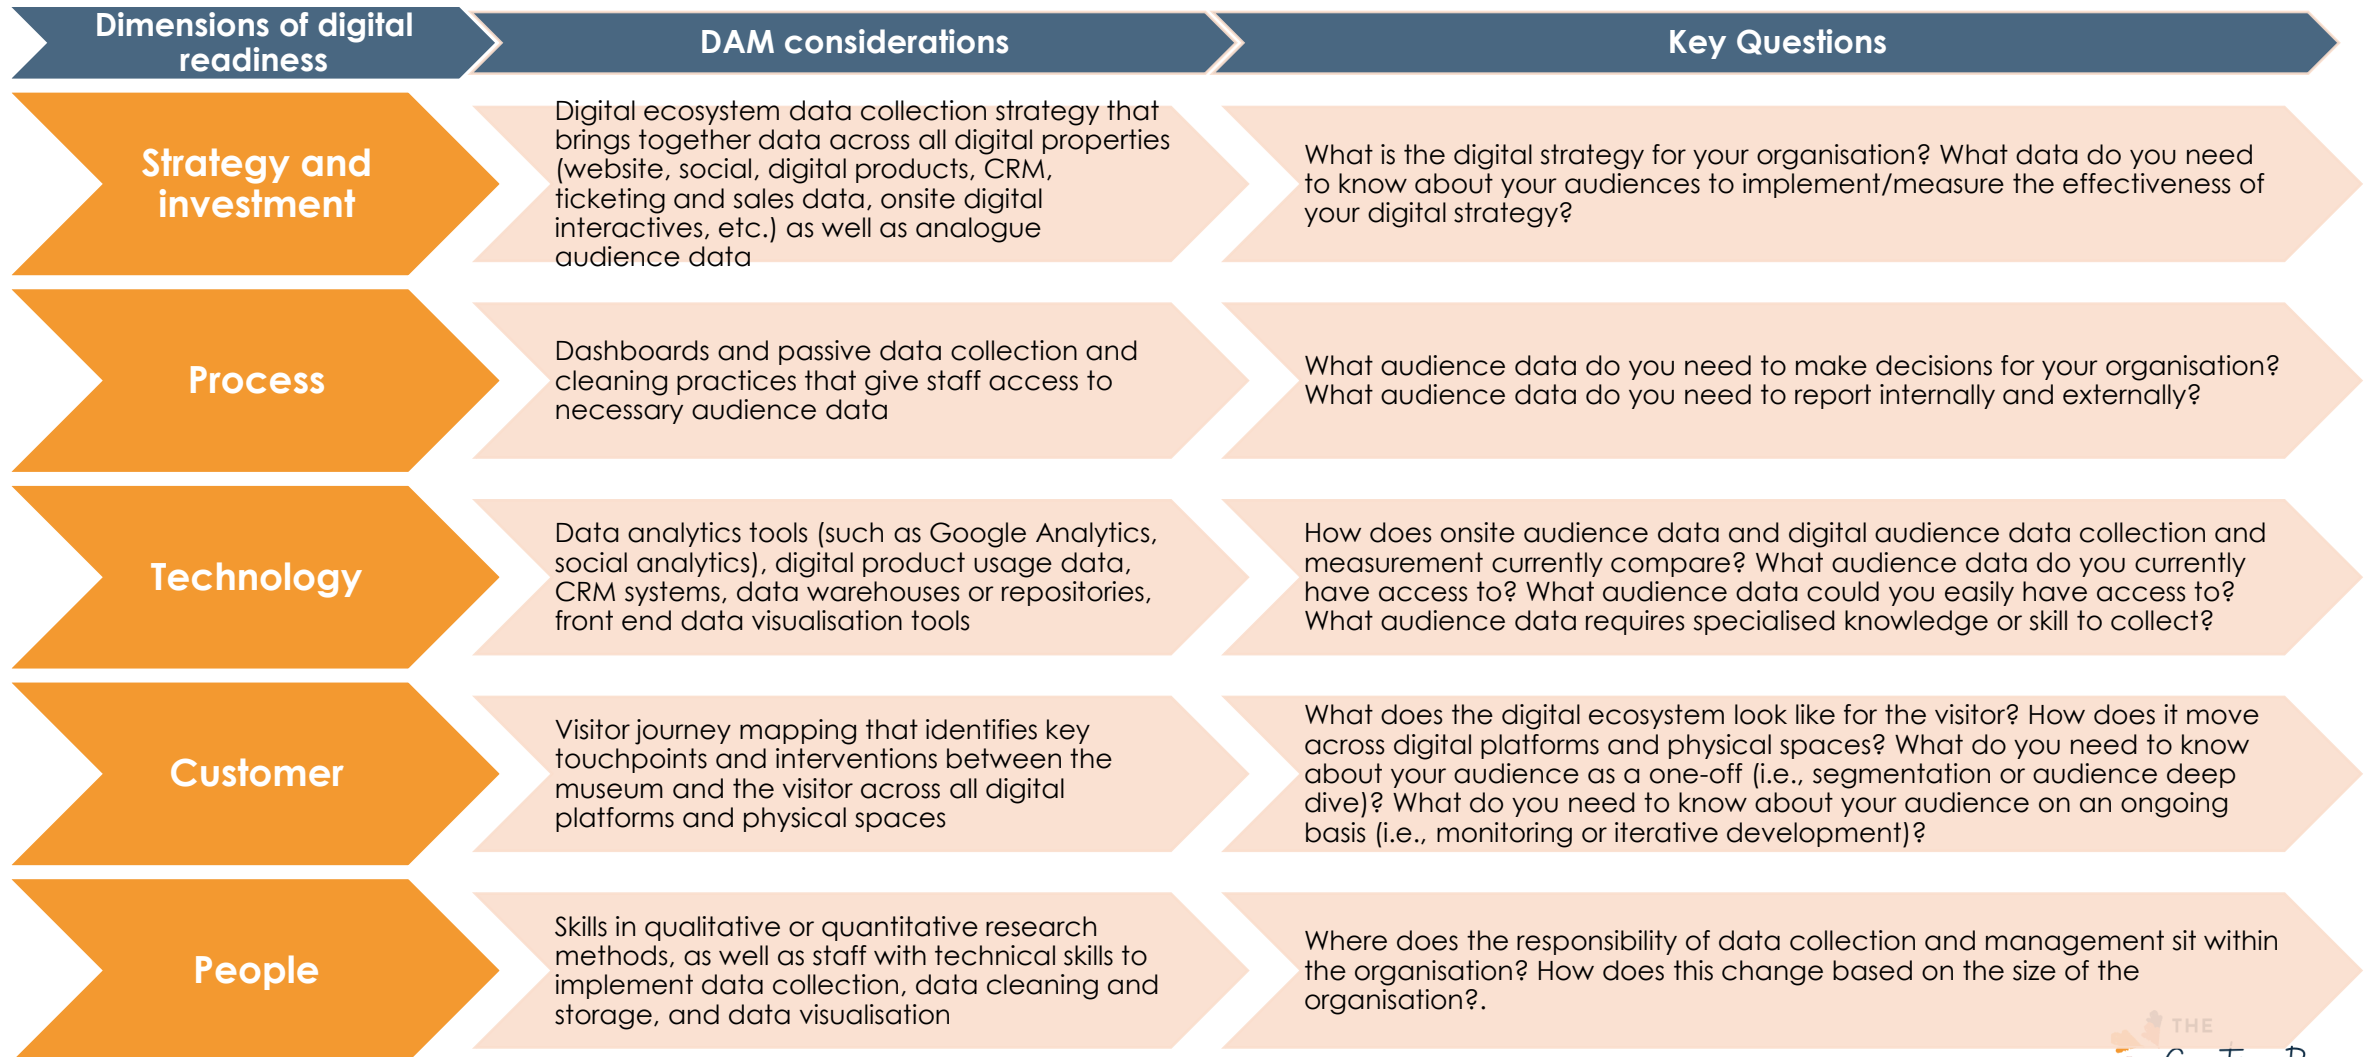 Dimensions of digital
readiness
DAM considerations
Key Questions
Strategy and
investment
Digital ecosystem data collection strategy that
brings together data across all digital properties
(website, social, digital products, CRM,
ticketing and sales data, onsite digital
interactives, etc.) as well as analogue
audience data
What is the digital strategy for your organisation? What data do you need
to know about your audiences to implement/measure the effectiveness of
your digital strategy?
Process
Dashboards and passive data collection and
cleaning practices that give staff access to
necessary audience data
What audience data do you need to make decisions for your organisation?
What audience data do you need to report internally and externally?
Technology
Data analytics tools (such as Google Analytics,
social analytics), digital product usage data,
CRM systems, data warehouses or repositories,
front end data visualisation tools
How does onsite audience data and digital audience data collection and
measurement currently compare? What audience data do you currently
have access to? What audience data could you easily have access to?
What audience data requires specialised knowledge or skill to collect?
Customer
Visitor journey mapping that identifies key
touchpoints and interventions between the
museum and the visitor across all digital
platforms and physical spaces
What does the digital ecosystem look like for the visitor? How does it move
across digital platforms and physical spaces? What do you need to know
about your audience as a one-off (i.e., segmentation or audience deep
dive)? What do you need to know about your audience on an ongoing
basis (i.e., monitoring or iterative development)?
People
Skills in qualitative or quantitative research
methods, as well as staff with technical skills to
implement data collection, data cleaning and
storage, and data visualisation
Where does the responsibility of data collection and management sit within
the organisation? How does this change based on the size of the
organisation?.
THE